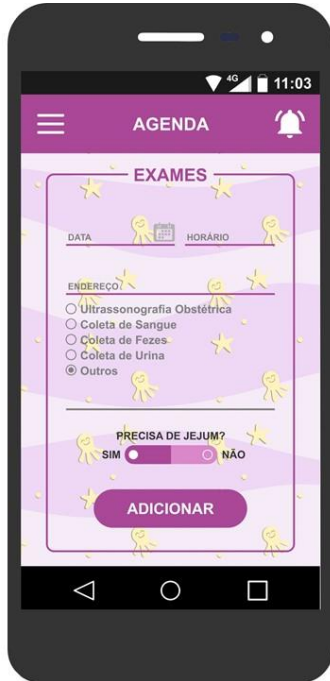 4G 11:03
AGENDA
EXAMES
DATA HORÁRIO
ENDEREÇO
Ultrassonografia Obstétrica
Coleta de Sangue
Coleta de Fezes
Coleta de Urina
Outros
PRECISA DE JEJUM?
SIM NÃO
ADICIONAR